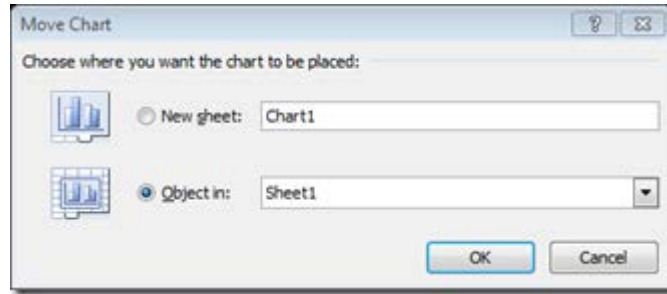 Move Chart
Choose where you want the chart to be placed:
New sheet: Chart1
Object in: Sheet1
OK Cancel